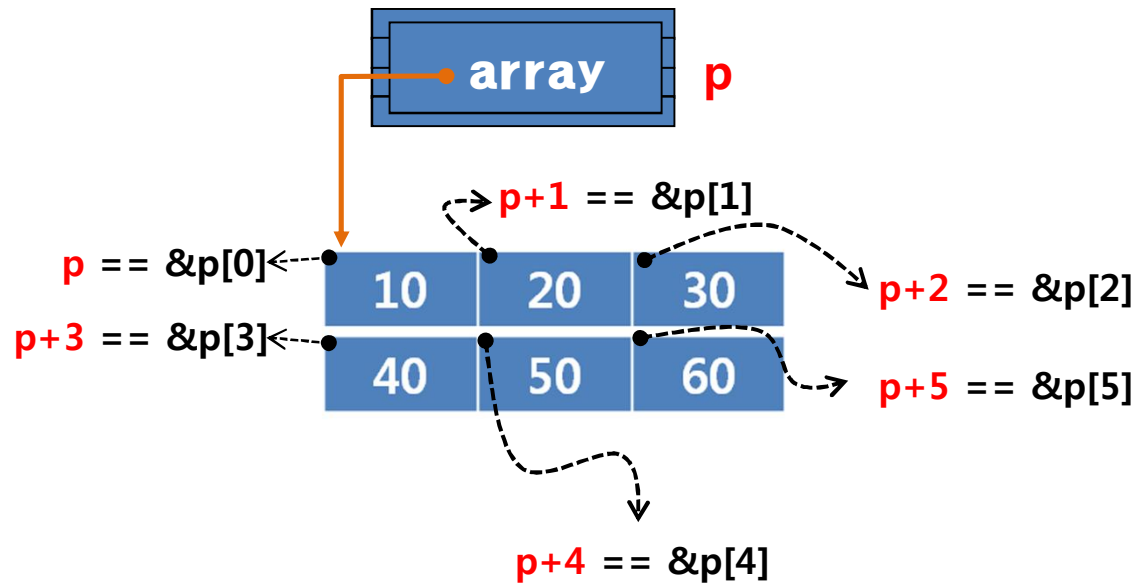 array
p
p+1 == &p[1]
p == &p[0]
10 20 30
p+2 == &p[2]
p+3 == &p[3]
40 50 60
p+5 == &p[5]
p+4 == &p[4]